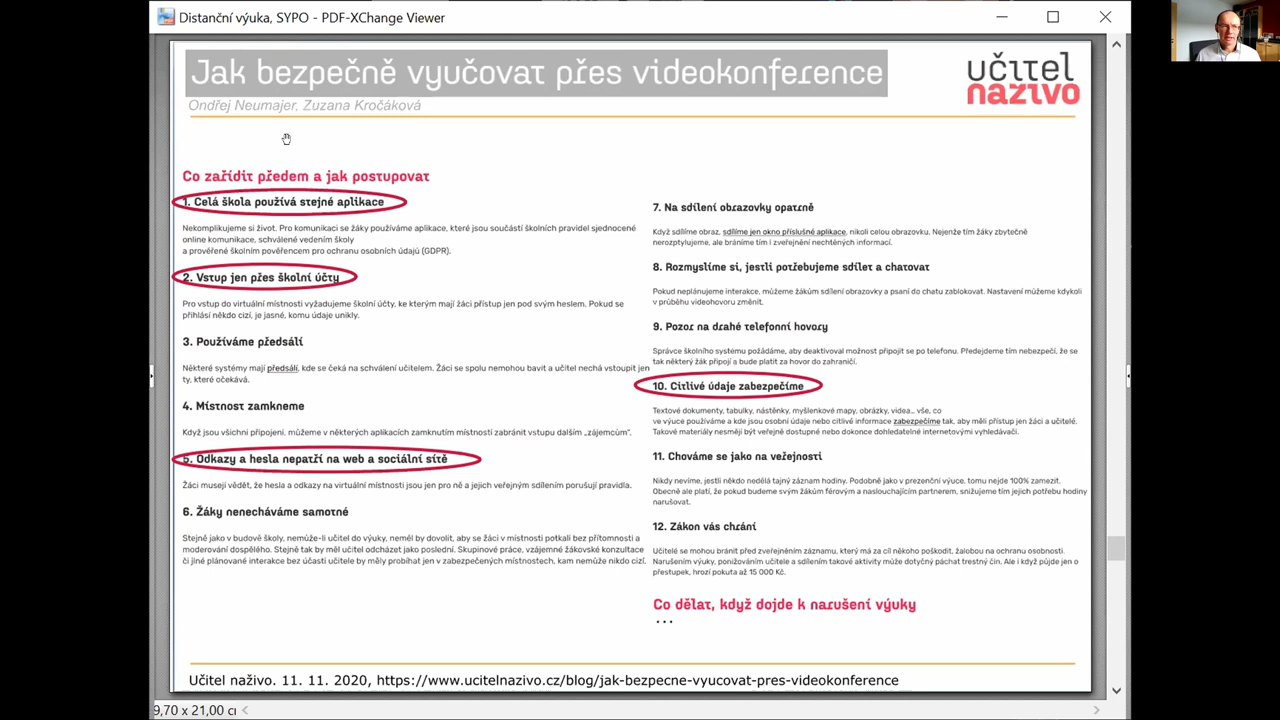 Distanční výuka, SYPO - PDF-XChange Viewer
Jak bezpečně vyučovat přes videokonference
učitel
naživo
Ondřej Neumajer, Zuzana Kročáková
Co zařídit předem a jak postupovat
1. Celá škola používá stejné aplikace
Nekomplikujeme si život. Pro komunikaci se žáky používáme aplikace, které jsou součástí školních pravidel sjednocené
online komunikace, schválené vedením školy
a prověřené školním pověřencem pro ochranu osobních údajů (GDPR).
2. Vstup jen přes školní účty
Pro vstup do virtuální místnosti vyžadujeme školní účty, ke kterým mají žáci přístup jen pod svým heslem. Pokud se
přihlásí někdo cizí, je jasné, komu údaje unikly.
3. Používáme předsálí
Některé systémy mají předsálí, kde se čeká na schválení učitelem. Žáci se spolu nemohou bavit a učitel nechá vstoupit jen
ty, které očekává.
4. Místnost zamkneme
Když jsou všichni připojeni, můžeme v některých aplikacích zamknutím místnosti zabránit vstupu dalším „zájemcům".
5. Odkazy a hesla nepatří na web a sociální sítě
Žáci musejí vědět, že hesla a odkazy na virtuální místnosti jsou jen pro ně a jejich veřejným sdílením porušují pravidla.
6. Žáky nenecháváme samotné
Stejně jako v budově školy, nemůže-li učitel do výuky, neměl by dovolit, aby se žáci v místnosti potkali bez přítomnosti a
moderování dospělého. Stejně tak by měl učitel odcházet jako poslední. Skupinové práce, vzájemné žákovské konzultace
či jiné plánované interakce bez účasti učitele by měly probíhat jen v zabezpečených místnostech, kam nemůže nikdo cizí.
7. Na sdílení obrazovky opatrně
Když sdílíme obraz, sdílíme jen okno příslušné aplikace, nikoli celou obrazovku. Nejenže tím žáky zbytečně
nerozptylujeme, ale bráníme tím i zveřejnění nechtěných informací.
8. Rozmyslíme si, jestli potřebujeme sdílet a chatovat
Pokud neplánujeme interakce, můžeme žákům sdílení obrazovky a psaní do chatu zablokovat. Nastavení můžeme kdykoli
v průběhu videohovoru změnit.
9. Pozor na drahé telefonní hovory
Správce školního systému požádáme, aby deaktivoval možnost připojit se po telefonu. Předejdeme tím nebezpečí, že se
tak některý žák připojí a bude platit za hovor do zahraničí.
10. Citlivé údaje zabezpečíme
Textové dokumenty, tabulky, nástěnky, myšlenkové mapy, obrázky, videa… vše, co
ve výuce používáme a kde jsou osobní údaje nebo citlivé informace zabezpečíme tak, aby měli přístup jen žáci a učitelé.
Takové materiály nesmějí být veřejně dostupné nebo dokonce dohledatelné internetovými vyhledávači.
11. Chováme se jako na veřejnosti
Nikdy nevíme, jestli někdo nedělá tajný záznam hodiny. Podobně jako v prezenční výuce, tomu nejde 100% zamezit.
Obecně ale platí, že pokud budeme svým žákům férovým a naslouchajícím partnerem, snižujeme tím jejich potřebu hodiny
narušovat.
12. Zákon vás chrání
Učitelé se mohou bránit před zveřejněním záznamu, který má za cíl někoho poškodit, žalobou na ochranu osobnosti.
Narušením výuky, ponižováním učitele a sdílením takové aktivity může dotyčný páchat trestný čin. Ale i když půjde jen o
přestupek, hrozí pokuta až 15 000 Kč.
Co dělat, když dojde k narušení výuky
...
Učitel naživo. 11. 11. 2020, https://www.ucitelnazivo.cz/blog/jak-bezpecne-vyucovat-pres-videokonference
9,70 x 21,00 cı